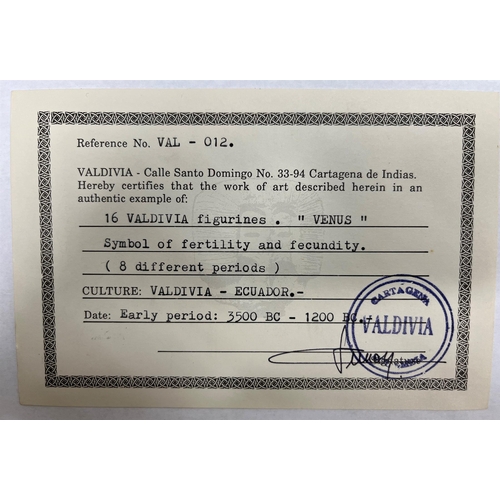 Reference No. VAL - 012.
VALDIVIA - Calle Santo Domingo No. 33-94 Cartagena de Indias.
Hereby certifies that the work of art described herein in an
authentic example of:
16 VALDIVIA figurines . " VENUS "
Symbol of fertility and fecundity.
( 8 different periods )
CULTURE: VALDIVIA - ECUADOR.-
Date: Early period: 3500 BC - 1200 BC.-
CARTAGENA
VALDIVIA